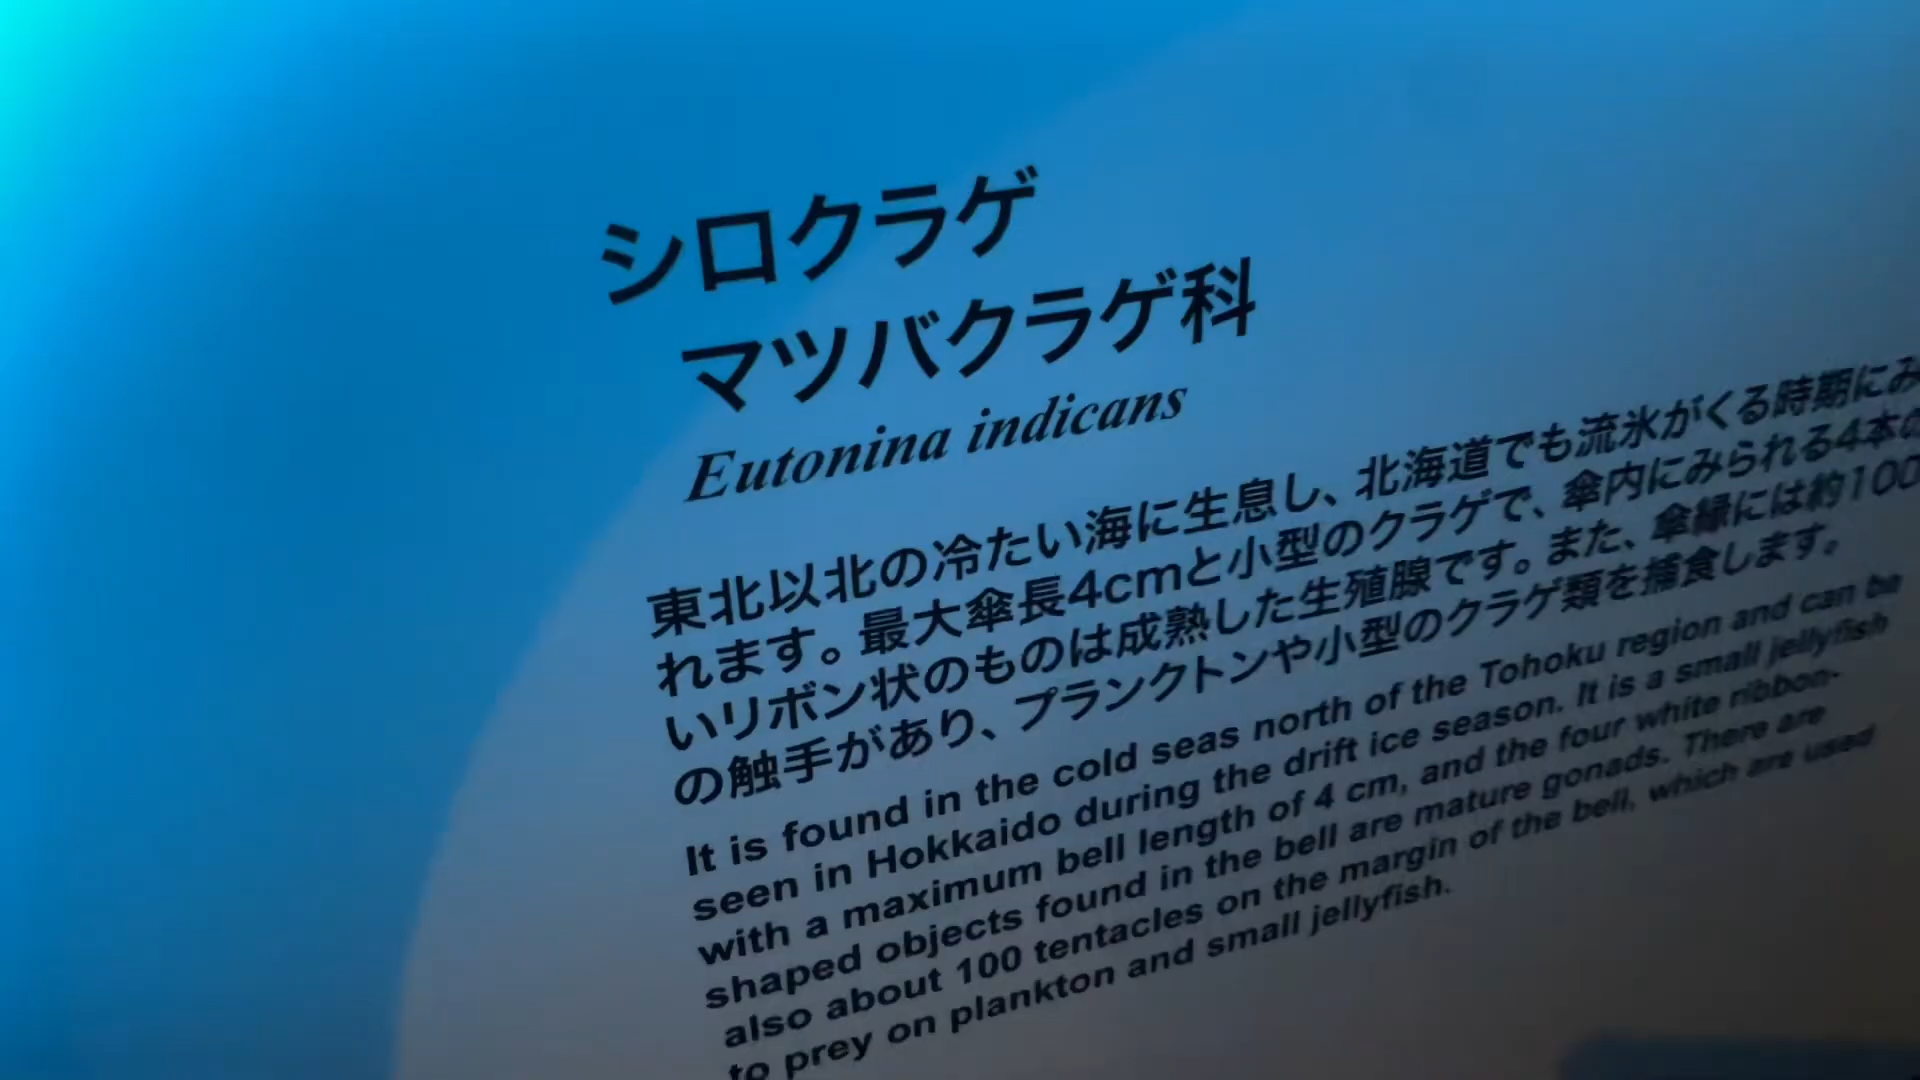 シロクラゲ
マツバクラゲ科
Eutonina indicans
東北以北の冷たい海に生息し、北海道でも流氷がくる時期にみ
れます。最大傘長4cmと小型のクラゲで、傘内にみられる4本の
いリボン状のものは成熟した生殖腺です。また、傘縁には約100
の触手があり、プランクトンや小型のクラゲ類を捕食します。
It is found in the cold seas north of the Tohoku region and can be
seen in Hokkaido during the drift ice season. It is a small jellyfish
with a maximum bell length of 4 cm, and the four white ribbon-
shaped objects found in the bell are mature gonads. There are
also about 100 tentacles on the margin of the bell, which are used
to prey on plankton and small jellyfish.